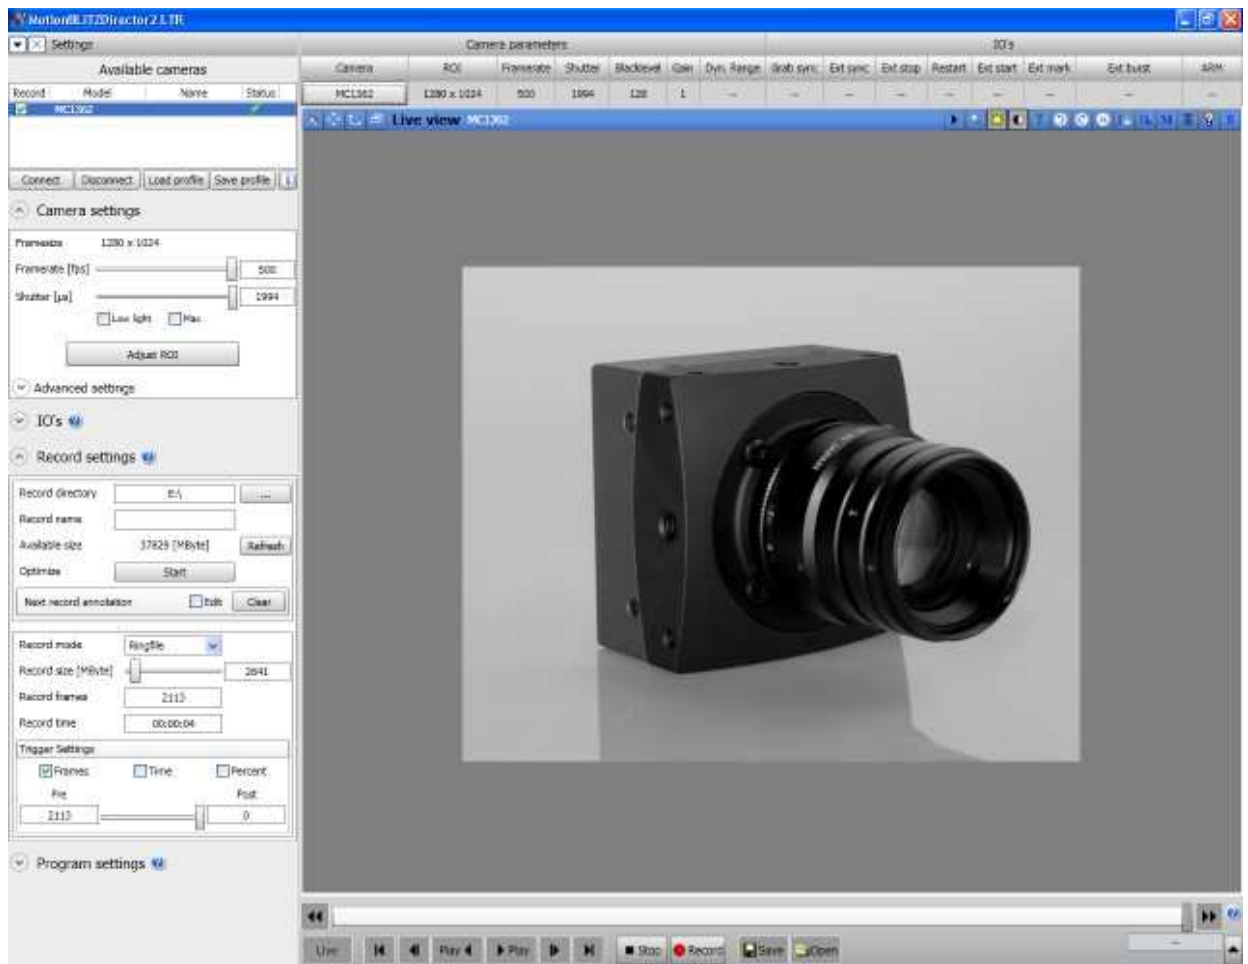 MotionBLITZDirector2 LTR
Settings
Camera parameters
IO's
Available cameras
Camera ROI Framerate Shutter Blacklevel Gain Dyn. Range Grab sync Ext sync Ext stop Restart Ext start Ext mark Ext burst ARM
Record Model Name Status
MC1362 1280 x 1024 500 1994 128 1 -- -- -- -- -- -- -- -- --
MC1362
Live view MC1362
Connect Disconnect Load profile Save profile
Camera settings
Framesize 1280 x 1024
Framerate [fps] 500
Shutter [µs] 1994
Low light Max
Adjust ROI
Advanced settings
IO's
Record settings
Record directory E:\ ...
Record name
Available size 37829 [MByte] Refresh
Optimize Start
Next record annotation Edit Clear
Record mode Ringfile
Record size [MByte] 2641
Record frames 2113
Record time 00:00:04
Trigger Settings
Frames Time Percent
Pre Post
2113 0
Program settings
Live Play Play Stop Record Save Open --